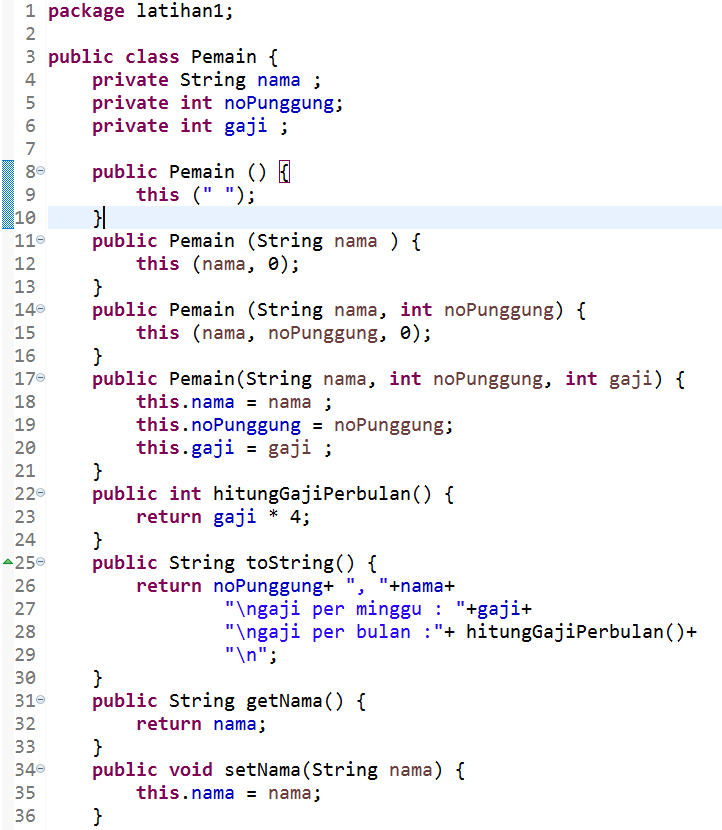 1 package latihan1;
2
3 public class Pemain {
4     private String nama ;
5     private int noPunggung;
6     private int gaji ;
7
8     public Pemain () {
9         this (" ");
10     }
11     public Pemain (String nama ) {
12         this (nama, 0);
13     }
14     public Pemain (String nama, int noPunggung) {
15         this (nama, noPunggung, 0);
16     }
17     public Pemain(String nama, int noPunggung, int gaji) {
18         this.nama = nama ;
19         this.noPunggung = noPunggung;
20         this.gaji = gaji ;
21     }
22     public int hitungGajiPerbulan() {
23         return gaji * 4;
24     }
25     public String toString() {
26         return noPunggung+ ", "+nama+
27                 "\ngaji per minggu : "+gaji+
28                 "\ngaji per bulan :"+ hitungGajiPerbulan()+
29                 "\n";
30     }
31     public String getNama() {
32         return nama;
33     }
34     public void setNama(String nama) {
35         this.nama = nama;
36     }